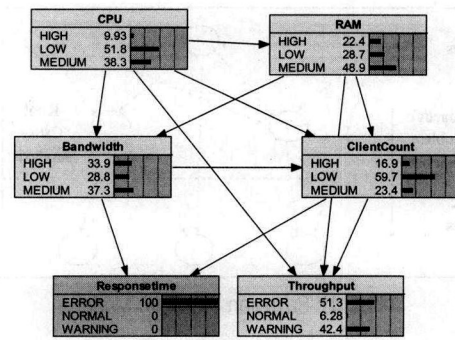 CPU
HIGH 9.93
LOW 51.8
MEDIUM 38.3
RAM
HIGH 22.4
LOW 28.7
MEDIUM 48.9
Bandwidth
HIGH 33.9
LOW 28.8
MEDIUM 37.3
ClientCount
HIGH 16.9
LOW 59.7
MEDIUM 23.4
Responsetime
ERROR 100
NORMAL 0
WARNING 0
Throughput
ERROR 51.3
NORMAL 6.28
WARNING 42.4